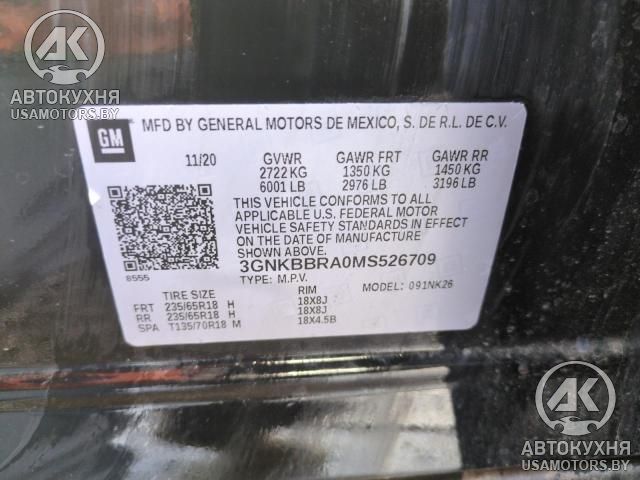 AK
АВТОКУХНЯ
USAMOTORS.BY
GM
MFD BY GENERAL MOTORS DE MEXICO, S. DE R.L. DE C.V.
11/20 GVWR GAWR FRT GAWR RR
2722 KG 1350 KG 1450 KG
6001 LB 2976 LB 3196 LB
THIS VEHICLE CONFORMS TO ALL
APPLICABLE U.S. FEDERAL MOTOR
VEHICLE SAFETY STANDARDS IN EFFECT
ON THE DATE OF MANUFACTURE
SHOWN ABOVE.
3GNKBBRA0MS526709
8555
TYPE: M.P.V. MODEL: 091NK26
TIRE SIZE RIM
FRT 235/65R18 H 18X8J
RR 235/65R18 H 18X8J
SPA T135/70R18 M 18X4.5B
AK
АВТОКУХНЯ
USAMOTORS.BY